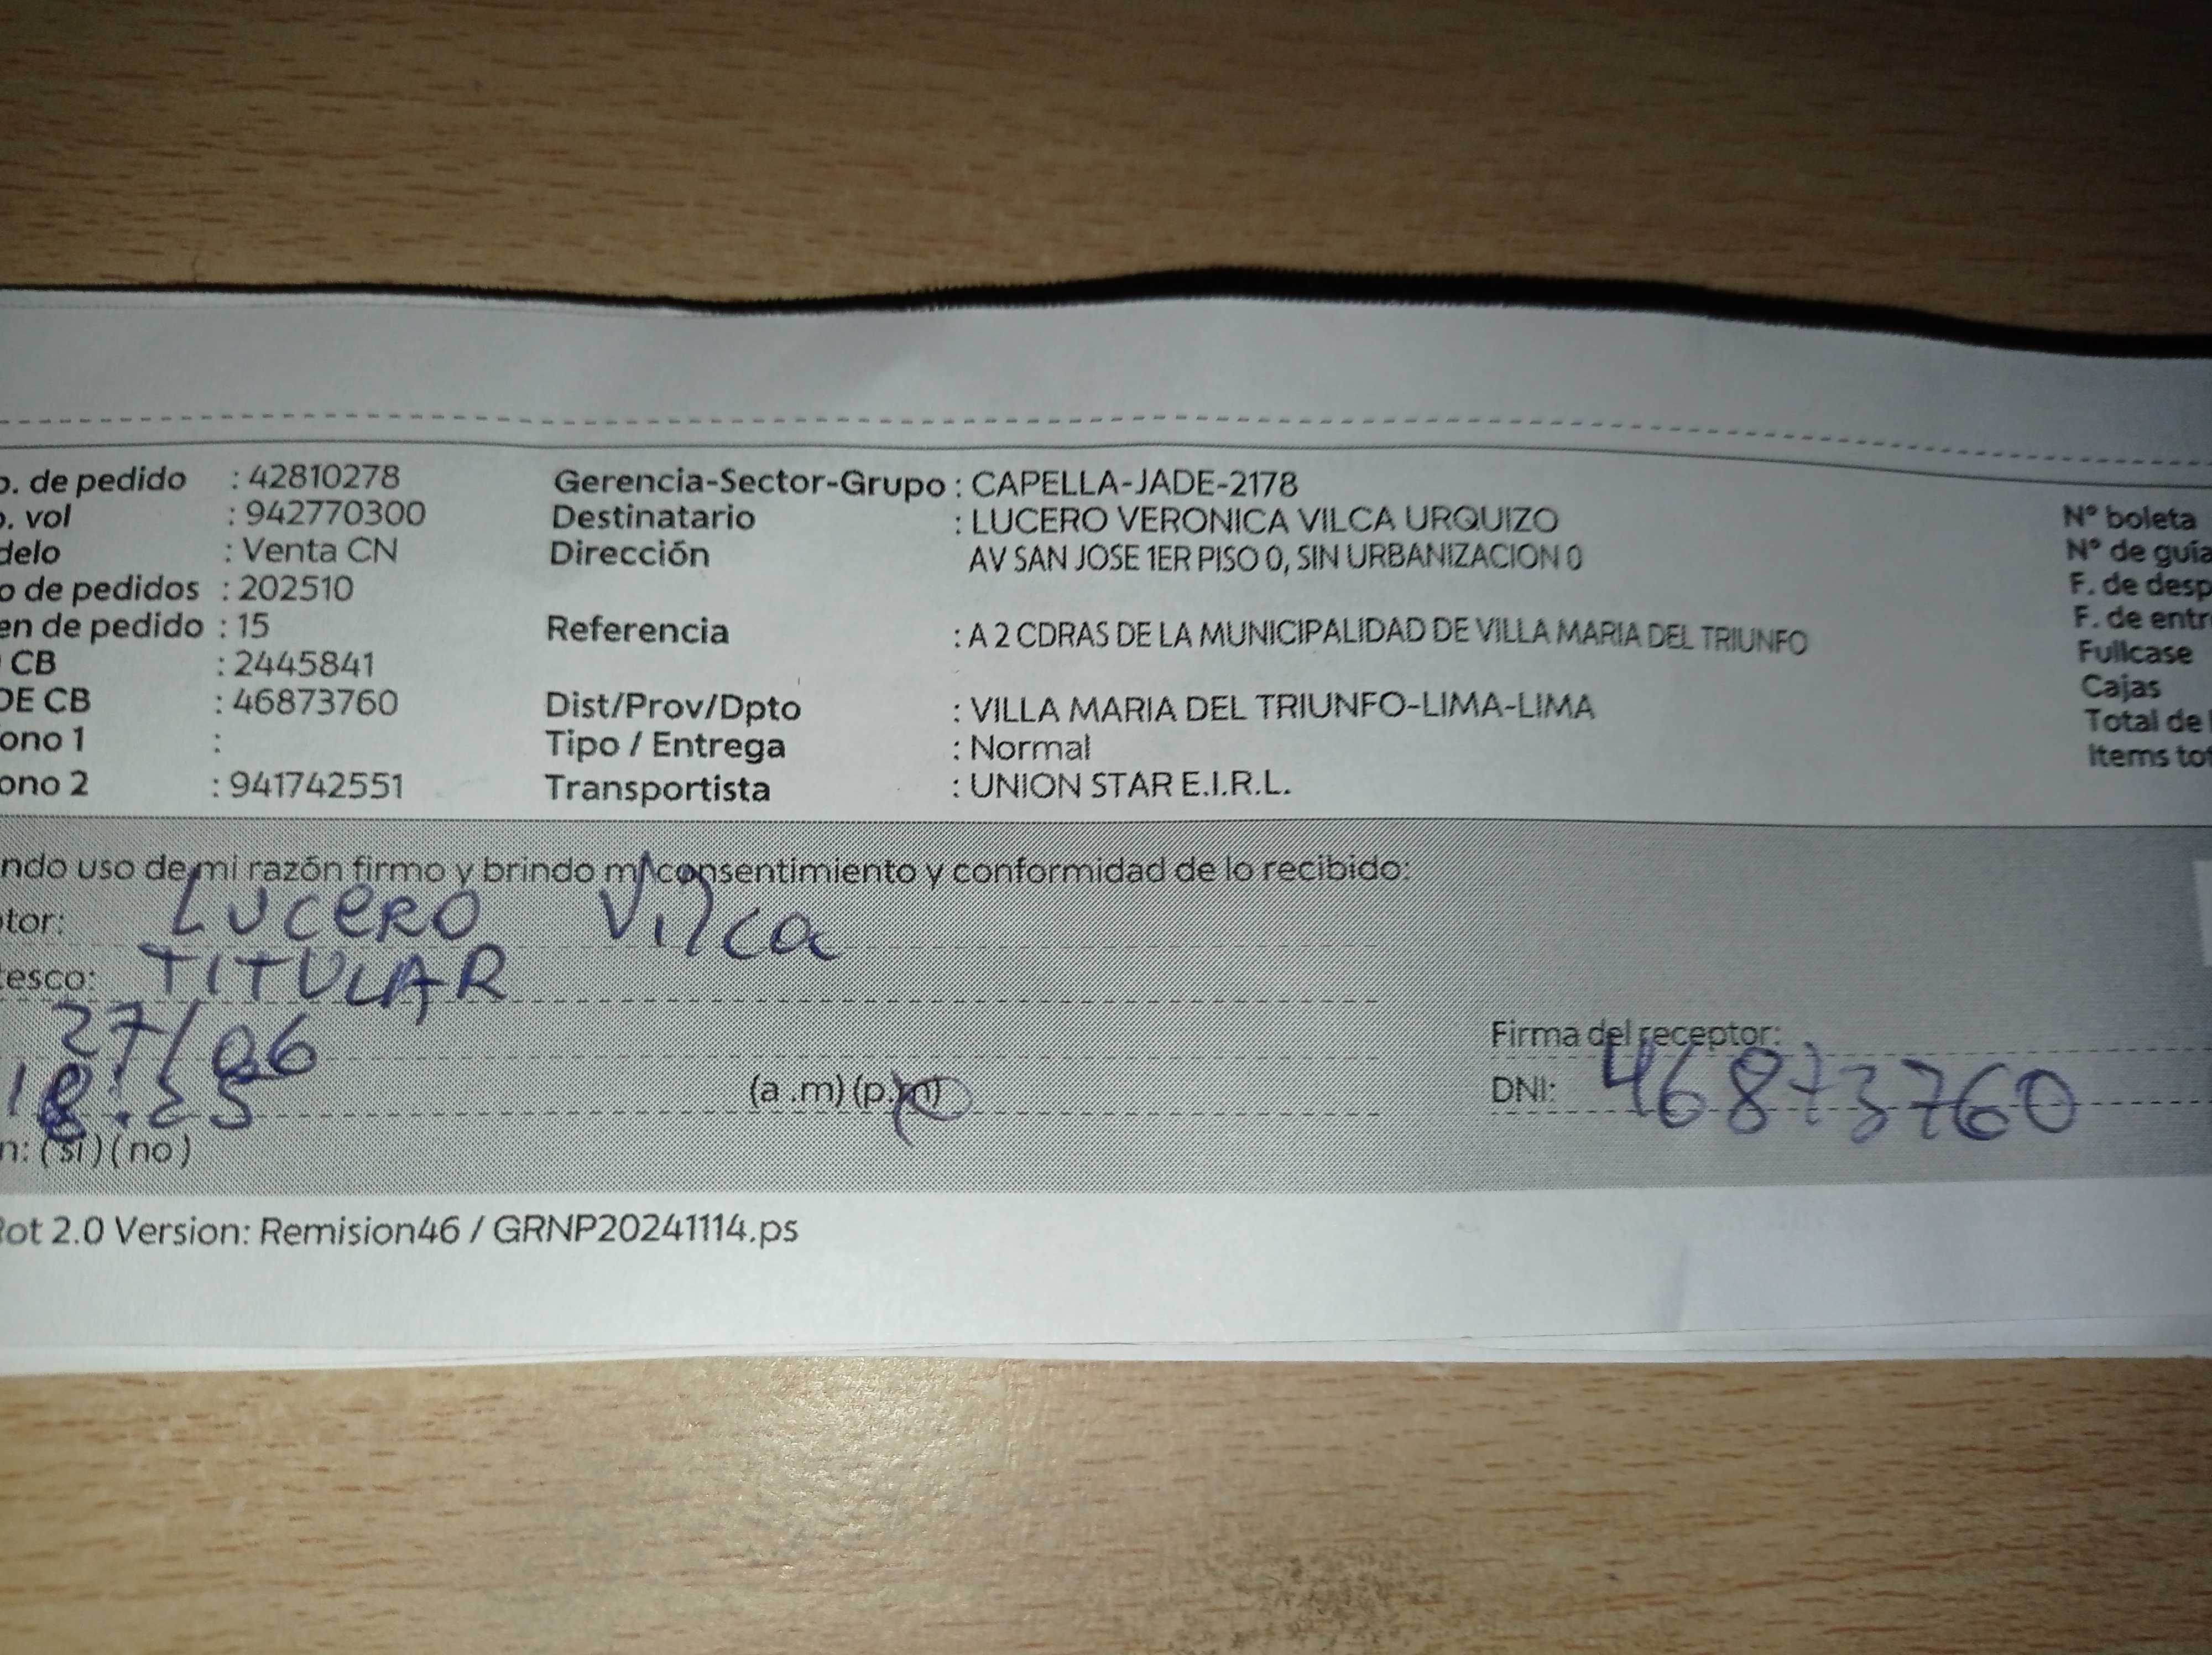 o. de pedido : 42810278 Gerencia-Sector-Grupo : CAPELLA-JADE-2178
o. vol : 942770300 Destinatario : LUCERO VERONICA VILCA URQUIZO Nº boleta
delo : Venta CN Dirección AV SAN JOSE 1ER PISO 0, SIN URBANIZACION 0 Nº de guía
o de pedidos : 202510 F. de desp
en de pedido : 15 Referencia : A 2 CDRAS DE LA MUNICIPALIDAD DE VILLA MARIA DEL TRIUNFO F. de entr
CB : 2445841 Fullcase
DE CB : 46873760 Dist/Prov/Dpto : VILLA MARIA DEL TRIUNFO-LIMA-LIMA Cajas
ono 1 : Tipo / Entrega : Normal Total de
ono 2 : 941742551 Transportista : UNION STAR E.I.R.L. Items tot
ndo uso de mi razón firmo y brindo mi consentimiento y conformidad de lo recibido:
tor: LUCERO Vilca
esco: TITULAR
27/06 Firma del receptor:
18:25 (a .m) (p.m) DNI: 46873760
n: (si) (no)
Rot 2.0 Version: Remision46 / GRNP20241114.ps